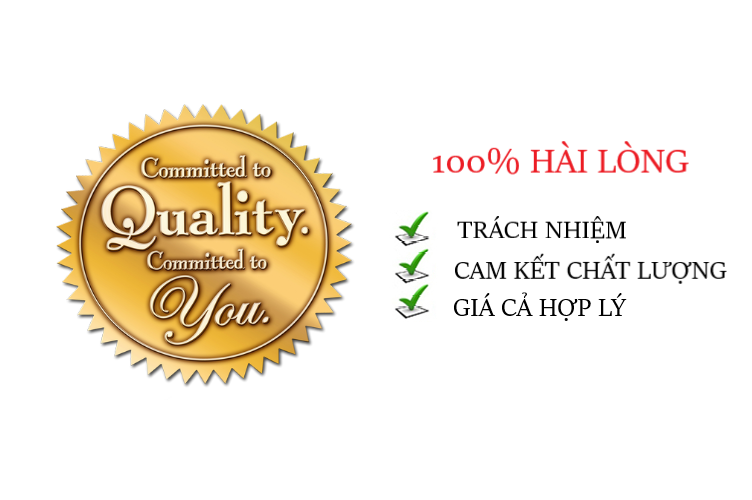 Committed to
Quality.
Committed to
You.
100% HÀI LÒNG
TRÁCH NHIỆM
CAM KẾT CHẤT LƯỢNG
GIÁ CẢ HỢP LÝ